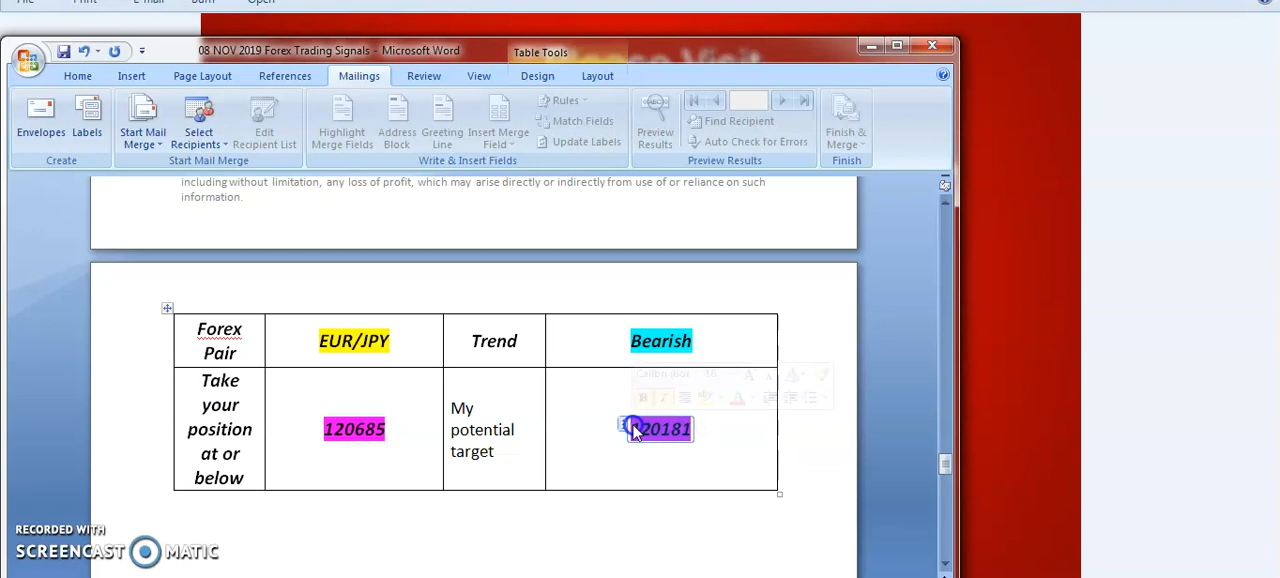 File Print E-mail Burn Open
08 NOV 2019 Forex Trading Signals - Microsoft Word
Table Tools
Home Insert Page Layout References Mailings Review View Design Layout
Envelopes Labels
Create
Start Mail Merge
Select Recipients
Edit Recipient List
Start Mail Merge
Highlight Merge Fields
Address Block
Greeting Line
Insert Merge Field
Rules
Match Fields
Update Labels
Write & Insert Fields
Preview Results
ABC
Find Recipient
Auto Check for Errors
Preview Results
Finish & Merge
Finish
including without limitation, any loss of profit, which may arise directly or indirectly from use of or reliance on such
information.
Forex Pair
EUR/JPY
Trend
Bearish
Take
your
position
at or
below
120685
My
potential
target
120181
RECORDED WITH
SCREENCAST MATIC